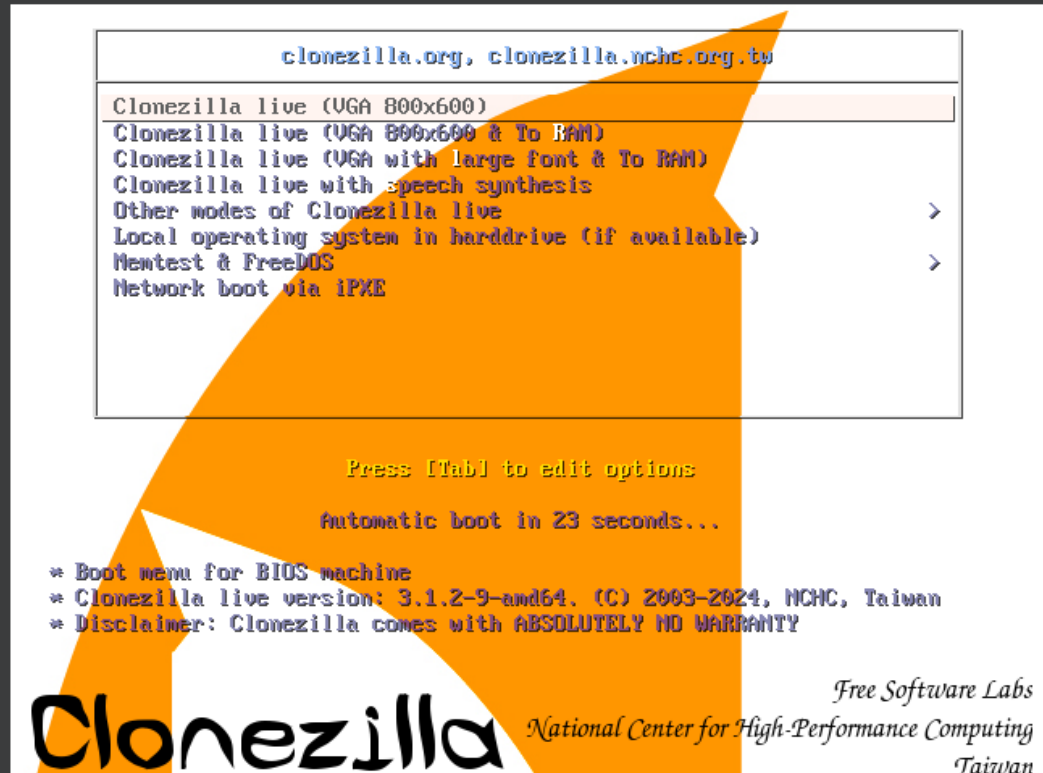 clonezilla.org, clonezilla.nchc.org.tw
Clonezilla live (VGA 800x600)
Clonezilla live (VGA 800x600 & To RAM)
Clonezilla live (VGA with large font & To RAM)
Clonezilla live with speech synthesis
Other modes of Clonezilla live >
Local operating system in harddrive (if available)
Memtest & FreeDOS >
Network boot via iPXE
Press [Tab] to edit options
Automatic boot in 23 seconds...
* Boot menu for BIOS machine
* Clonezilla live version: 3.1.2-9-amd64. (C) 2003-2024, NCHC, Taiwan
* Disclaimer: Clonezilla comes with ABSOLUTELY NO WARRANTY
Clonezilla
Free Software Labs
National Center for High-Performance Computing
Taiwan